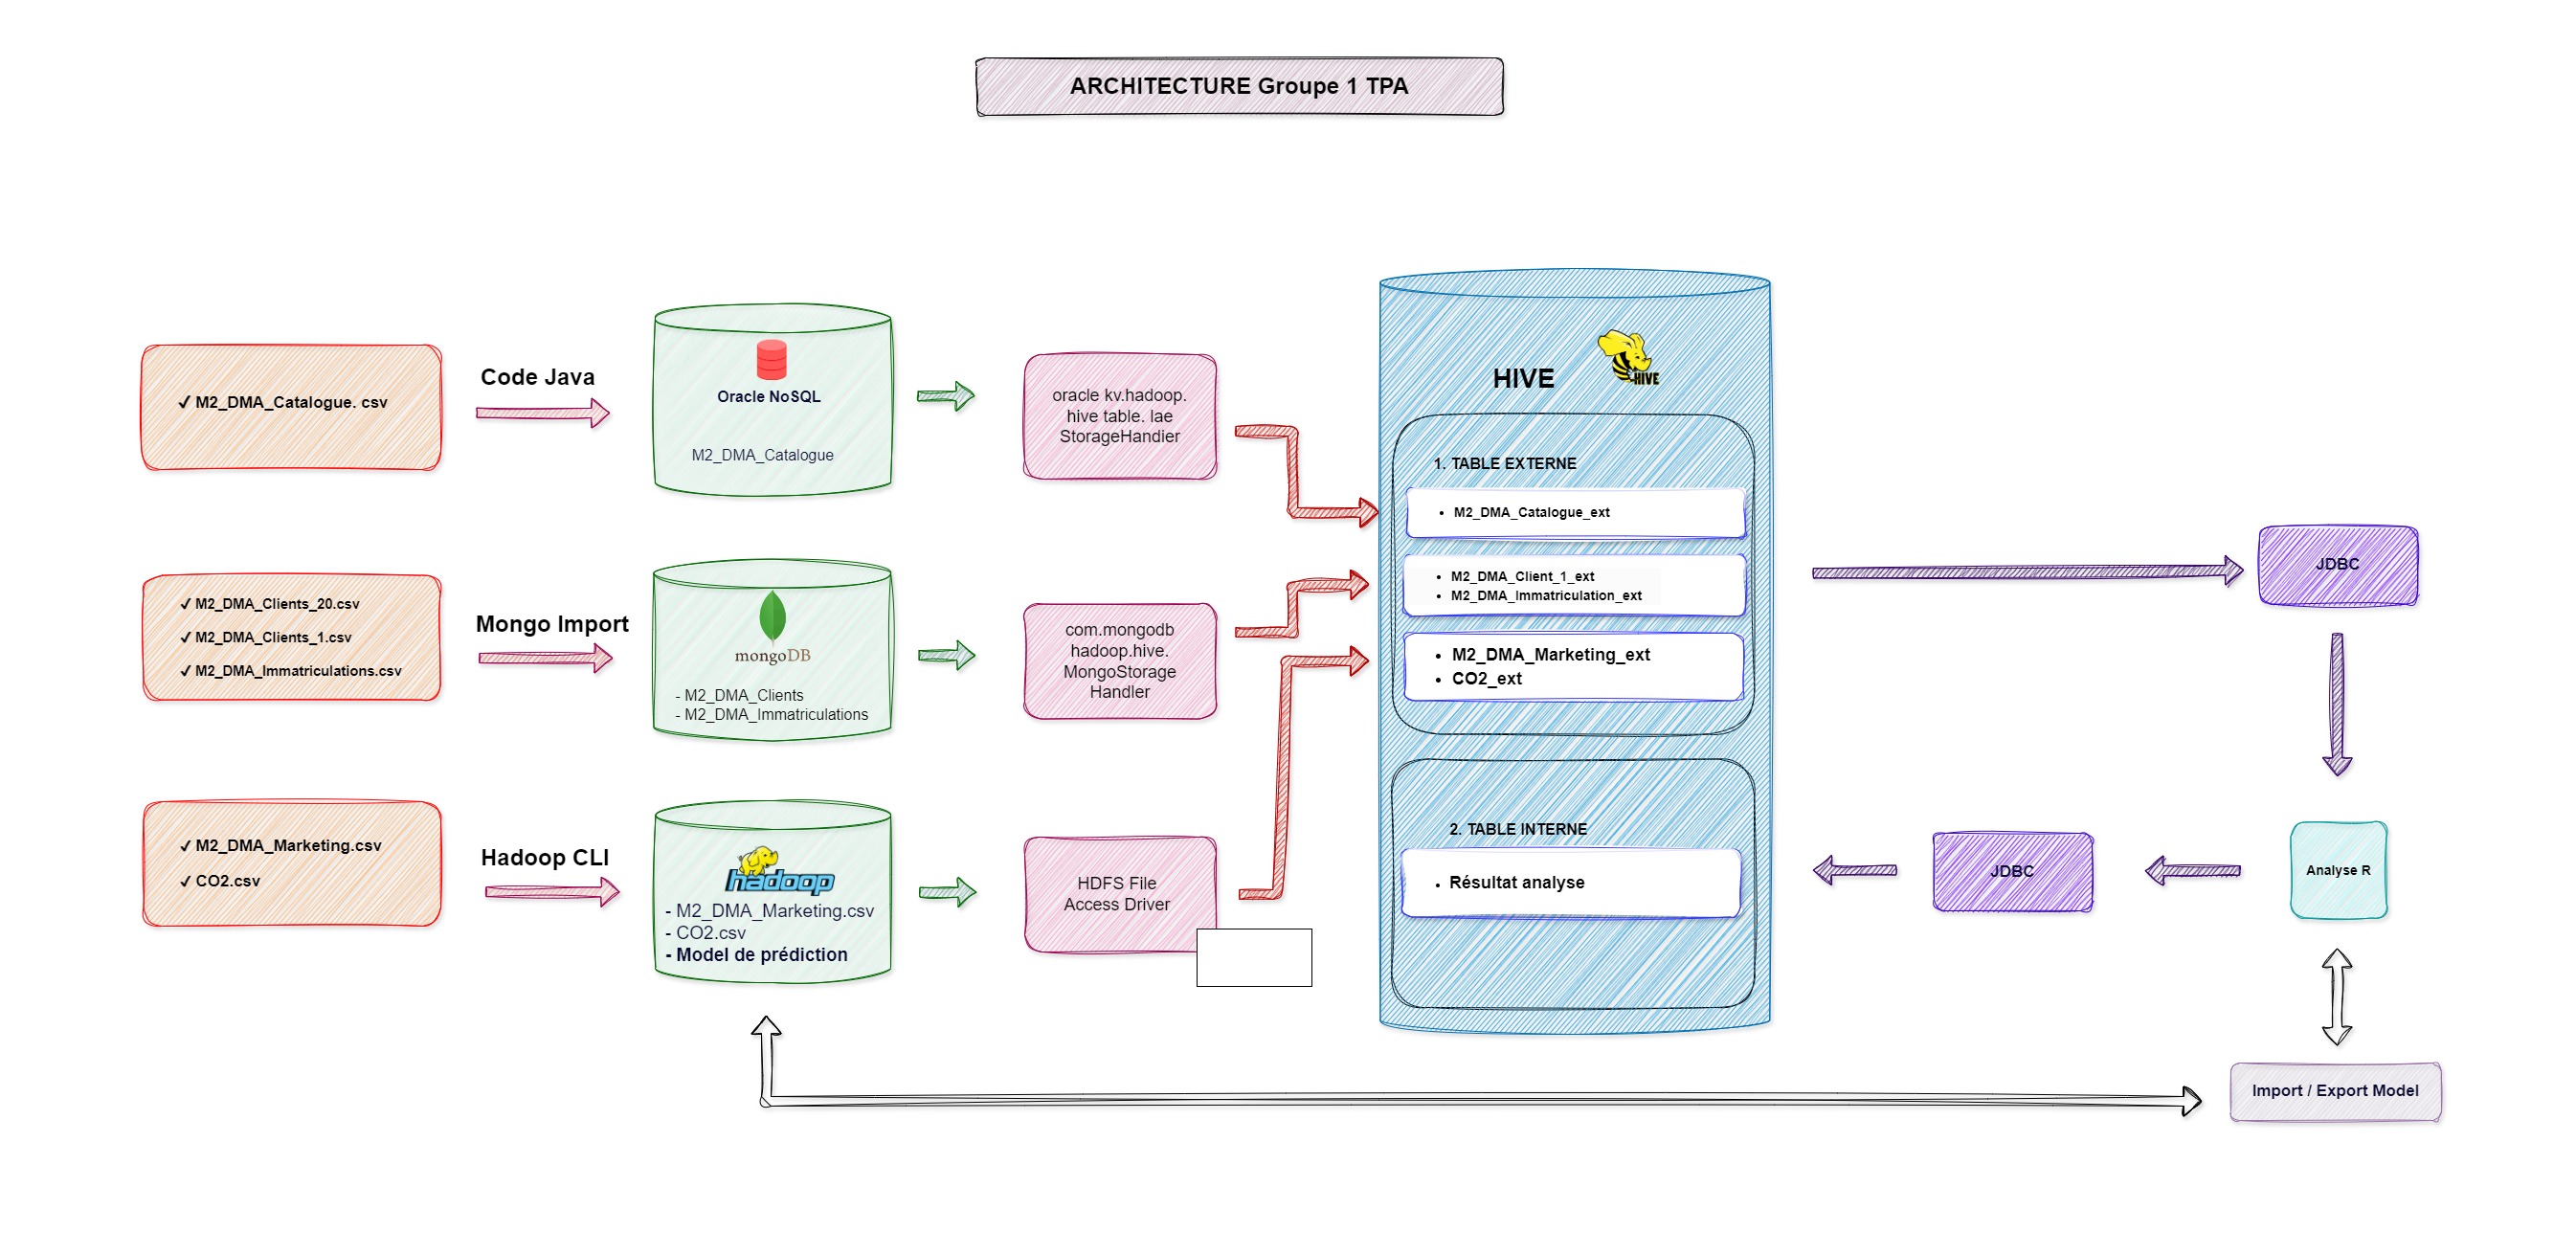 ARCHITECTURE Groupe 1 TPA
✓ M2_DMA_Catalogue. csv
Code Java
Oracle NoSQL
M2_DMA_Catalogue
oracle kv.hadoop.
hive table. lae
StorageHandier
✓ M2_DMA_Clients_20.csv
✓ M2_DMA_Clients_1.csv
✓ M2_DMA_Immatriculations.csv
Mongo Import
mongoDB
- M2_DMA_Clients
- M2_DMA_Immatriculations
com.mongodb
hadoop.hive.
MongoStorage
Handler
✓ M2_DMA_Marketing.csv
✓ CO2.csv
Hadoop CLI
hadoop
- M2_DMA_Marketing.csv
- CO2.csv
- Model de prédiction
HDFS File
Access Driver
HIVE
HIVE
1. TABLE EXTERNE
• M2_DMA_Catalogue_ext
• M2_DMA_Client_1_ext
• M2_DMA_Immatriculation_ext
• M2_DMA_Marketing_ext
• CO2_ext
2. TABLE INTERNE
• Résultat analyse
JDBC
JDBC
Analyse R
Import / Export Model